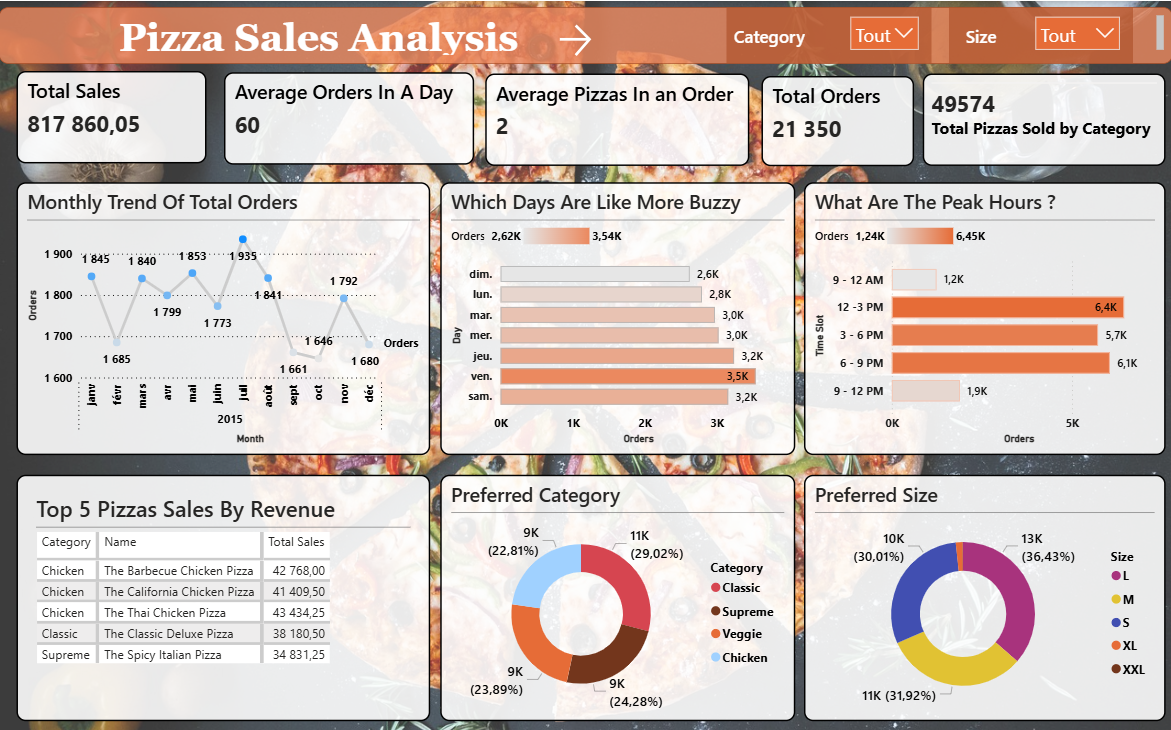 Pizza Sales Analysis
Category
Tout
Size
Tout
Total Sales
817 860,05
Average Orders In A Day
60
Average Pizzas In an Order
2
Total Orders
21 350
49574
Total Pizzas Sold by Category
Monthly Trend Of Total Orders
1 900
1 800
1 700
1 600
Orders
1 845
1 685
1 840
1 799
1 853
1 773
1 935
1 841
1 661
1 646
1 792
1 680
Orders
janv
févr
mars
avr
mai
juin
juil
août
sept
oct
nov
déc
2015
Month
Which Days Are Like More Buzzy
Orders 2,62K 3,54K
Day
dim. 2,6K
lun. 2,8K
mar. 3,0K
mer. 3,0K
jeu. 3,2K
ven. 3,5K
sam. 3,2K
0K 1K 2K 3K
Orders
What Are The Peak Hours ?
Orders 1,24K 6,45K
Time Slot
9 - 12 AM 1,2K
12 -3 PM 6,4K
3 - 6 PM 5,7K
6 - 9 PM 6,1K
9 - 12 PM 1,9K
0K 5K
Orders
Top 5 Pizzas Sales By Revenue
Category Name Total Sales
Chicken The Barbecue Chicken Pizza 42 768,00
Chicken The California Chicken Pizza 41 409,50
Chicken The Thai Chicken Pizza 43 434,25
Classic The Classic Deluxe Pizza 38 180,50
Supreme The Spicy Italian Pizza 34 831,25
Preferred Category
9K
(22,81%)
11K
(29,02%)
9K
(23,89%)
9K
(24,28%)
Category
Classic
Supreme
Veggie
Chicken
Preferred Size
10K
(30,01%)
13K
(36,43%)
11K (31,92%)
Size
L
M
S
XL
XXL